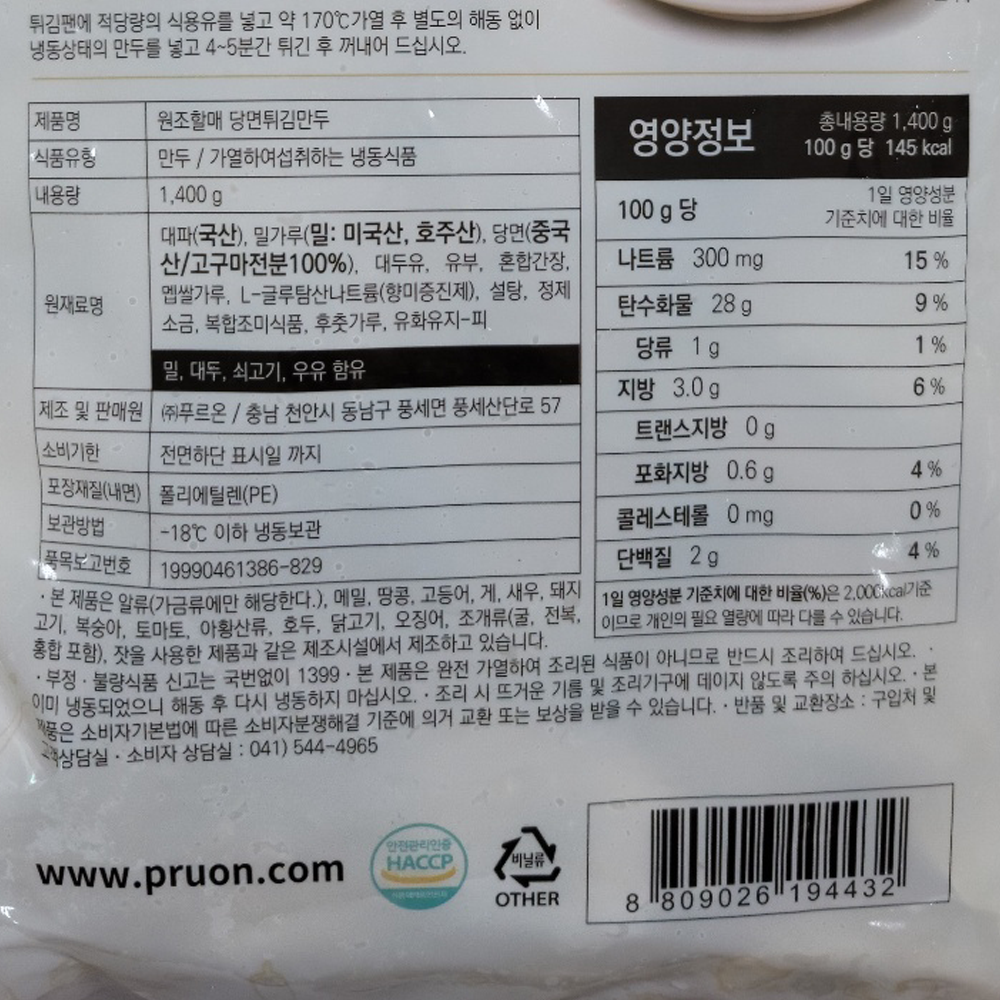 튀김팬에 적당량의 식용유를 넣고 약 170℃가열 후 별도의 해동 없이
냉동상태의 만두를 넣고 4~5분간 튀긴 후 꺼내어 드십시오.
제품명 원조할매 당면튀김만두
식품유형 만두 / 가열하여섭취하는 냉동식품
내용량 1,400 g
원재료명
대파(국산), 밀가루(밀: 미국산, 호주산), 당면(중국
산/고구마전분100%), 대두유, 유부, 혼합간장,
멥쌀가루, L-글루탐산나트륨(향미증진제), 설탕, 정제
소금, 복합조미식품, 후춧가루, 유화유지-피
밀, 대두, 쇠고기, 우유 함유
제조 및 판매원 ㈜푸르온 / 충남 천안시 동남구 풍세면 풍세산단로 57
소비기한 전면하단 표시일 까지
포장재질(내면) 폴리에틸렌(PE)
보관방법 -18℃ 이하 냉동보관
품목보고번호 19990461386-829
영양정보
총내용량 1,400 g
100 g 당 145 kcal
100 g 당
1일 영양성분
기준치에 대한 비율
나트륨 300 mg 15 %
탄수화물 28 g 9 %
당류 1 g 1 %
지방 3.0 g 6 %
트랜스지방 0 g
포화지방 0.6 g 4 %
콜레스테롤 0 mg 0 %
단백질 2 g 4 %
1일 영양성분 기준치에 대한 비율(%)은 2,000kcal기준
이므로 개인의 필요 열량에 따라 다를 수 있습니다.
· 본 제품은 알류(가금류에만 해당한다.), 메밀, 땅콩, 고등어, 게, 새우, 돼지
고기, 복숭아, 토마토, 아황산류, 호두, 닭고기, 오징어, 조개류(굴, 전복,
홍합 포함), 잣을 사용한 제품과 같은 제조시설에서 제조하고 있습니다.
· 부정 · 불량식품 신고는 국번없이 1399 · 본 제품은 완전 가열하여 조리된 식품이 아니므로 반드시 조리하여 드십시오. ·
이미 냉동되었으니 해동 후 다시 냉동하지 마십시오. · 조리 시 뜨거운 기름 및 조리기구에 데이지 않도록 주의 하십시오. · 본
제품은 소비자기본법에 따른 소비자분쟁해결 기준에 의거 교환 또는 보상을 받을 수 있습니다. · 반품 및 교환장소 : 구입처 및
고객상담실 · 소비자 상담실 : 041) 544-4965
www.pruon.com
안전관리인증
HACCP
비닐류
OTHER
8 809026 194432